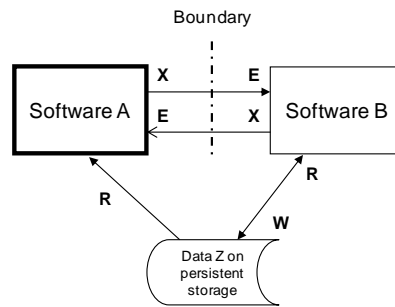 Boundary
X E
Software A
E X
Software B
R
R
W
Data Z on
persistent
storage